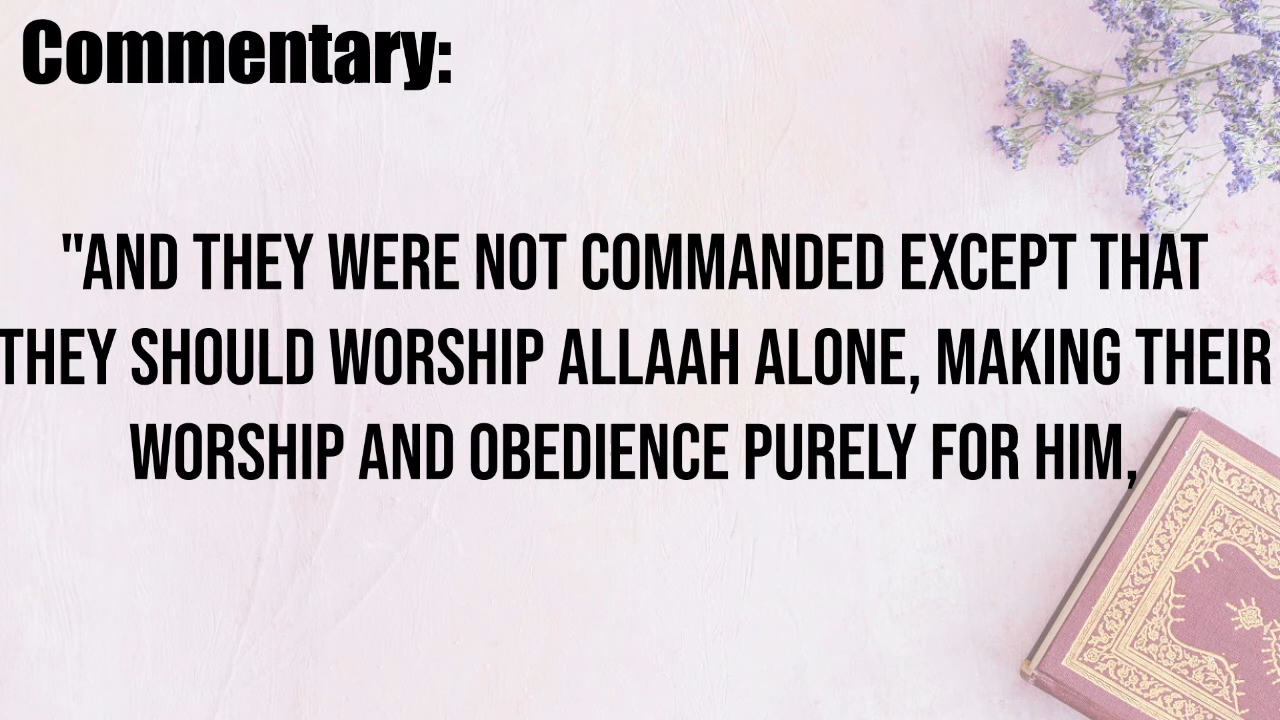 Commentary:
"AND THEY WERE NOT COMMANDED EXCEPT THAT
THEY SHOULD WORSHIP ALLAAH ALONE, MAKING THEIR
WORSHIP AND OBEDIENCE PURELY FOR HIM,